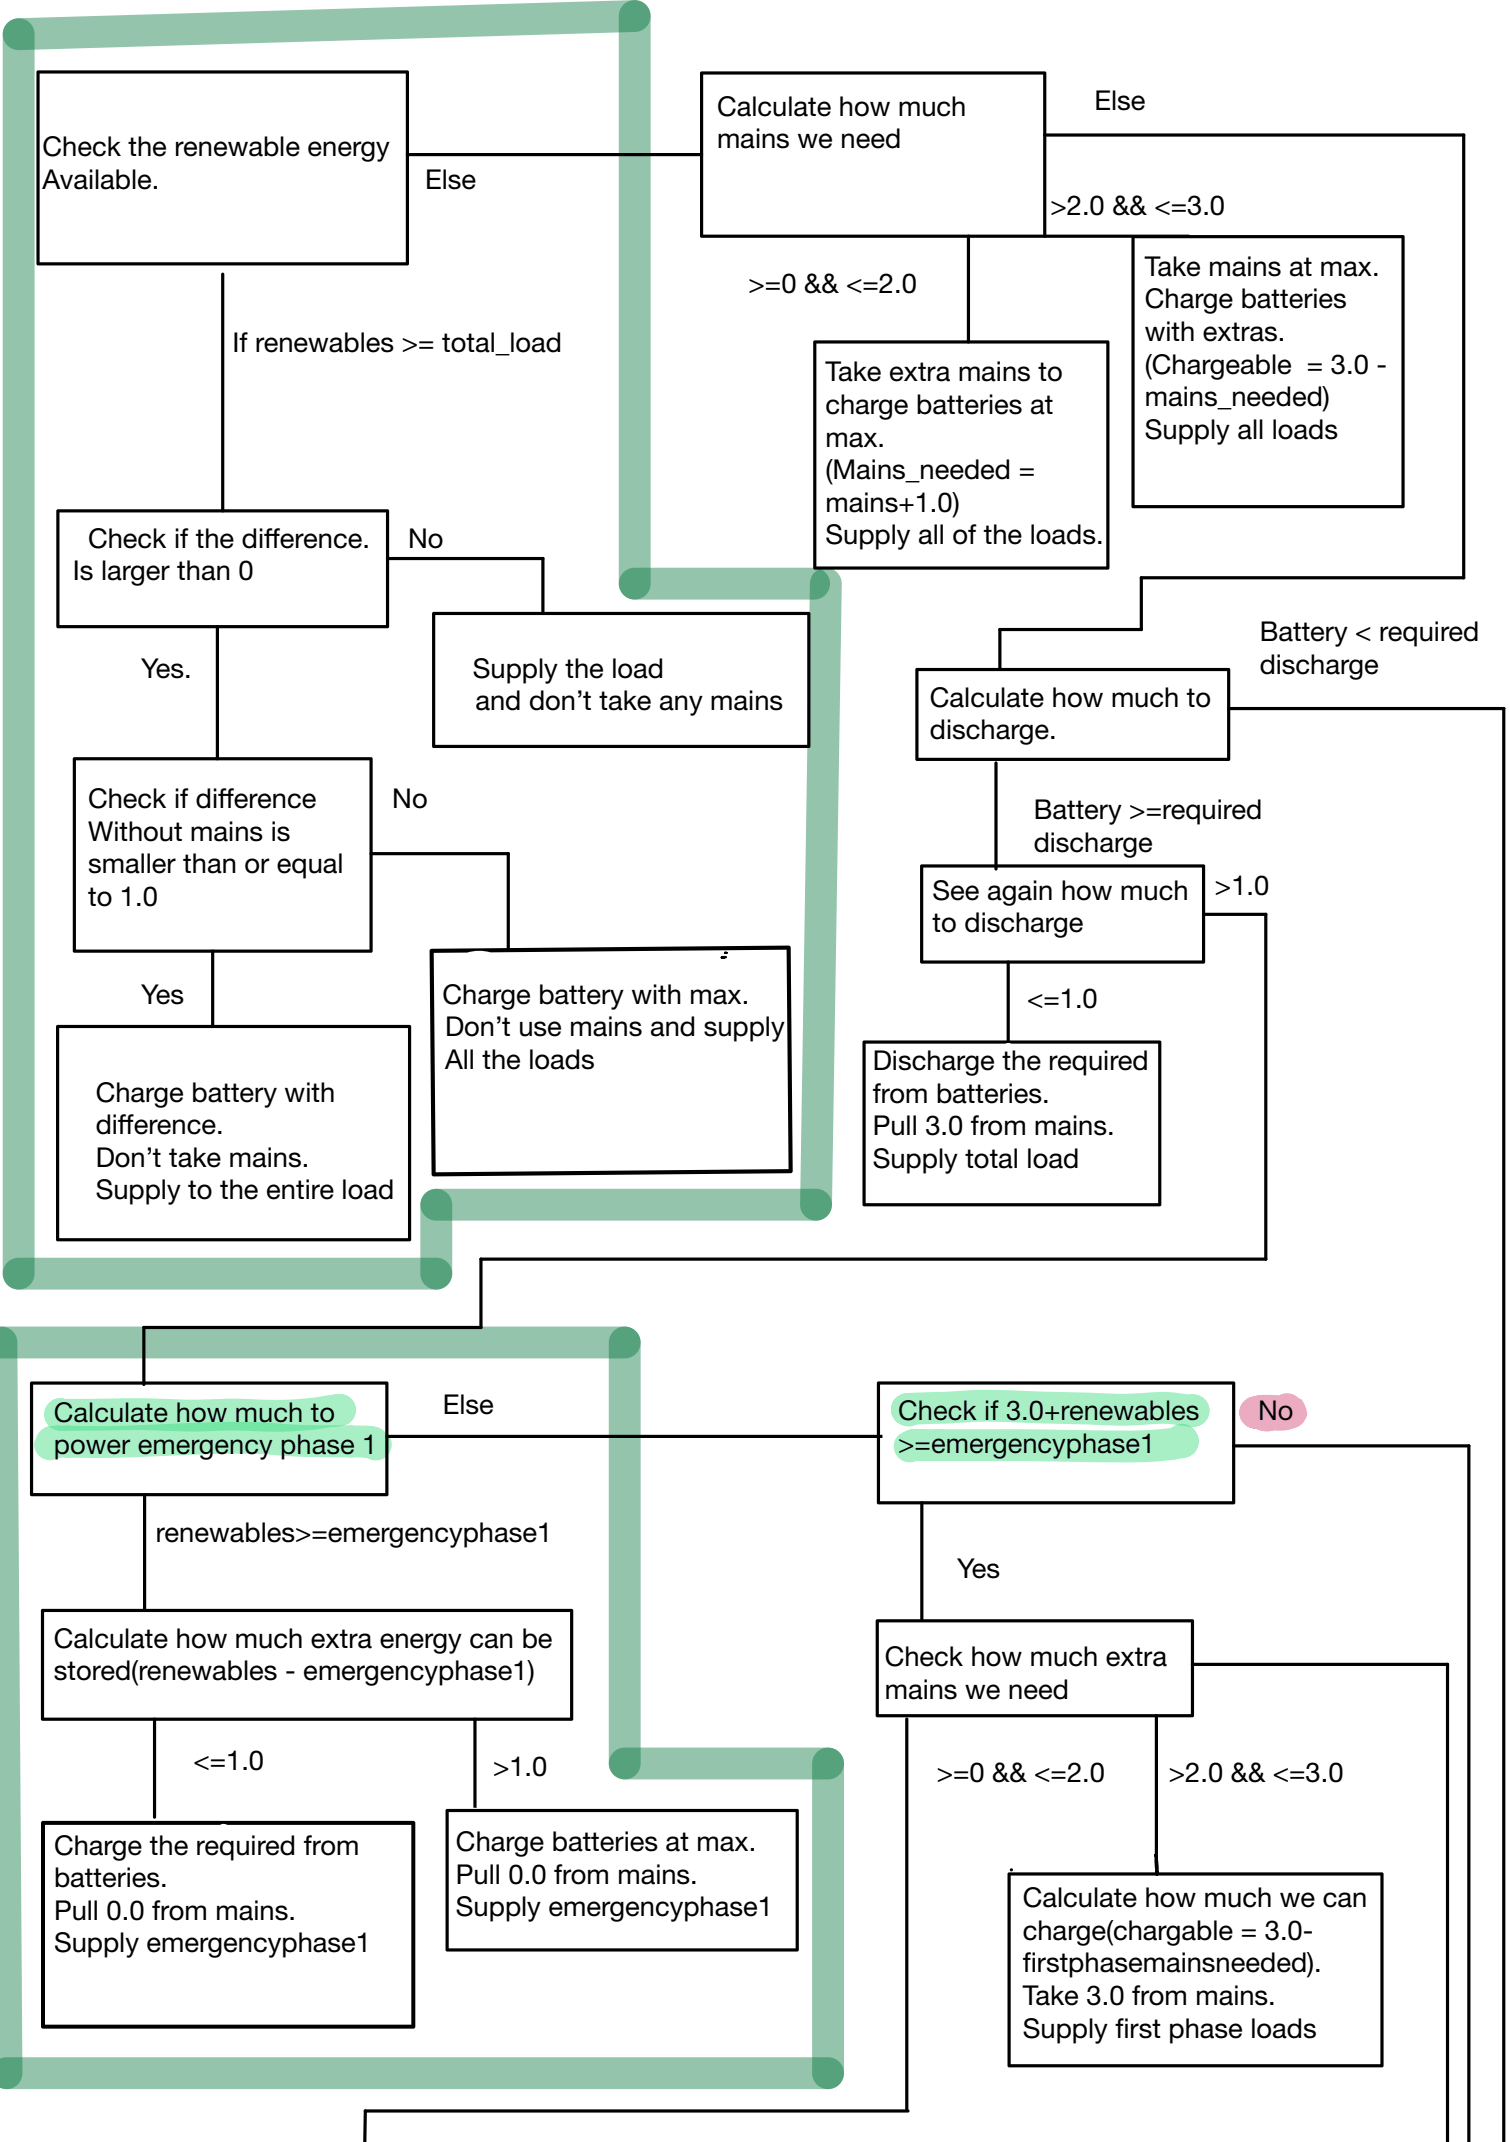 Check the renewable energy
Available.
Else
Calculate how much
mains we need
Else
>2.0 && <=3.0
>=0 && <=2.0
Take mains at max.
Charge batteries
with extras.
(Chargeable  = 3.0 -
mains_needed)
Supply all loads
Take extra mains to
charge batteries at
max.
(Mains_needed =
mains+1.0)
Supply all of the loads.
If renewables >= total_load
Check if the difference.
Is larger than 0
No
Supply the load
and don't take any mains
Yes.
Check if difference
Without mains is
smaller than or equal
to 1.0
No
Yes
Charge battery with max.
Don't use mains and supply
All the loads
Charge battery with
difference.
Don't take mains.
Supply to the entire load
Battery < required
discharge
Calculate how much to
discharge.
Battery >=required
discharge
See again how much
to discharge
>1.0
<=1.0
Discharge the required
from batteries.
Pull 3.0 from mains.
Supply total load
Calculate how much to
power emergency phase 1
Else
Check if 3.0+renewables
>=emergencyphase1
No
renewables>=emergencyphase1
Yes
Calculate how much extra energy can be
stored(renewables - emergencyphase1)
<=1.0
>1.0
Charge the required from
batteries.
Pull 0.0 from mains.
Supply emergencyphase1
Charge batteries at max.
Pull 0.0 from mains.
Supply emergencyphase1
Check how much extra
mains we need
>=0 && <=2.0
>2.0 && <=3.0
Calculate how much we can
charge(chargable = 3.0-
firstphasemainsneeded).
Take 3.0 from mains.
Supply first phase loads